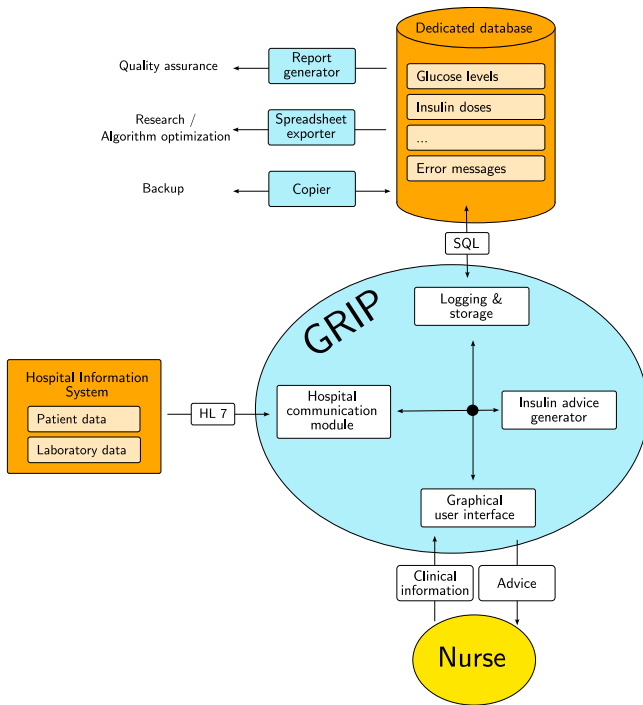 Dedicated database
Report
generator
Quality assurance
Glucose levels
Insulin doses
Research /
Algorithm optimization
Spreadsheet
exporter
...
Error messages
Backup
Copier
SQL
GRIP
Logging &
storage
Hospital Information
System
Patient data
Laboratory data
HL 7
Hospital
communication
module
Insulin advice
generator
Graphical
user interface
Clinical
information
Advice
Nurse